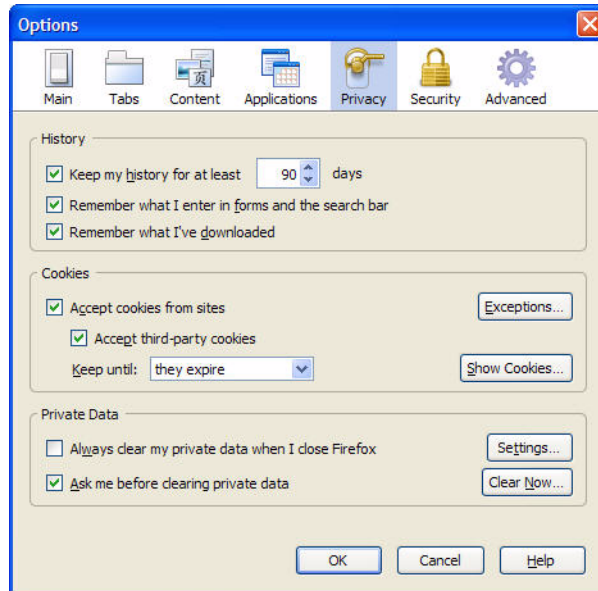 Options
Main Tabs Content Applications Privacy Security Advanced
History
Keep my history for at least 90 days
Remember what I enter in forms and the search bar
Remember what I've downloaded
Cookies
Accept cookies from sites Exceptions...
Accept third-party cookies
Keep until: they expire Show Cookies...
Private Data
Always clear my private data when I close Firefox Settings...
Ask me before clearing private data Clear Now...
OK Cancel Help